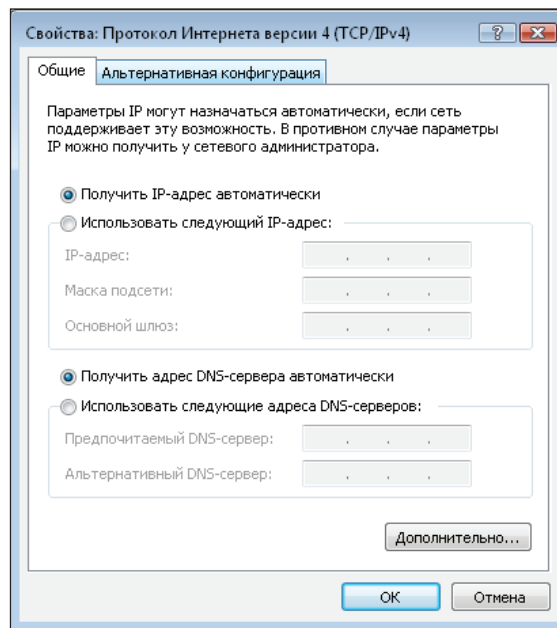 Свойства: Протокол Интернета версии 4 (TCP/IPv4)
Общие
Альтернативная конфигурация
Параметры IP могут назначаться автоматически, если сеть
поддерживает эту возможность. В противном случае параметры
IP можно получить у сетевого администратора.
Получить IP-адрес автоматически
Использовать следующий IP-адрес:
IP-адрес:
Маска подсети:
Основной шлюз:
Получить адрес DNS-сервера автоматически
Использовать следующие адреса DNS-серверов:
Предпочитаемый DNS-сервер:
Альтернативный DNS-сервер:
Дополнительно...
ОК
Отмена